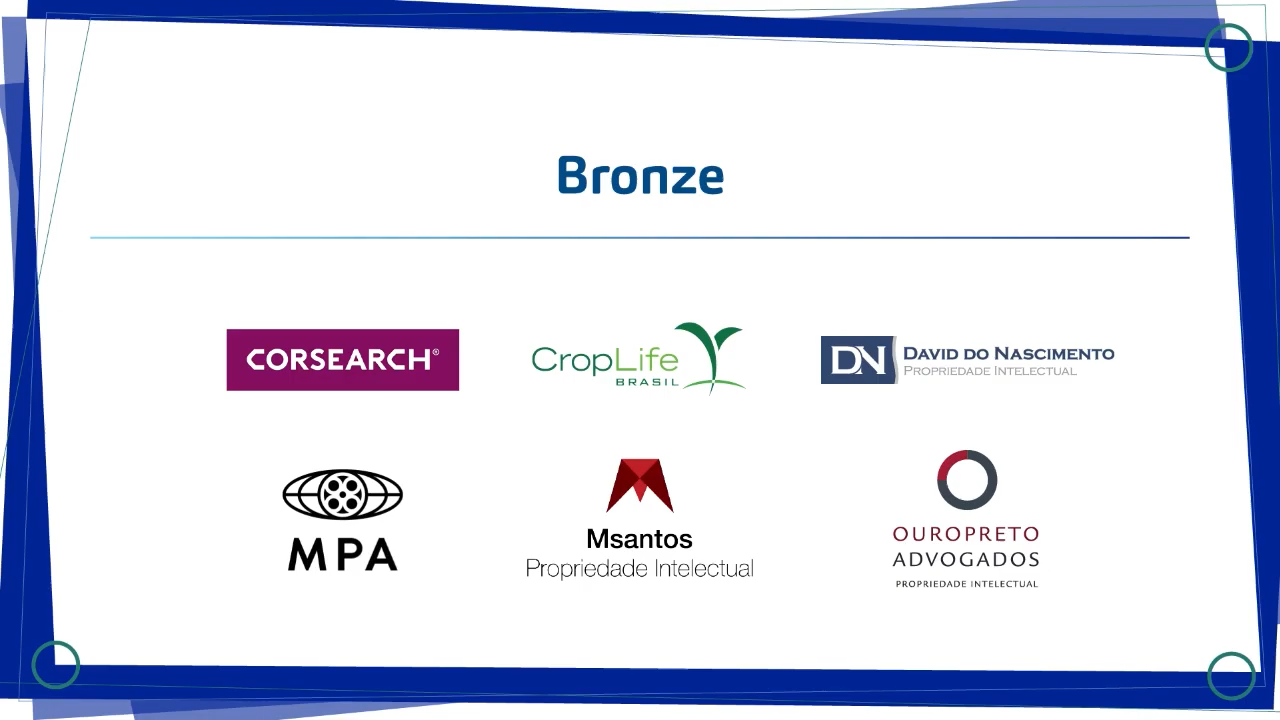 Bronze
CORSEARCH®
CropLife
BRASIL
DN
DAVID DO NASCIMENTO
PROPRIEDADE INTELECTUAL
MPA
Msantos
Propriedade Intelectual
OUROPRETO
ADVOGADOS
PROPRIEDADE INTELECTUAL